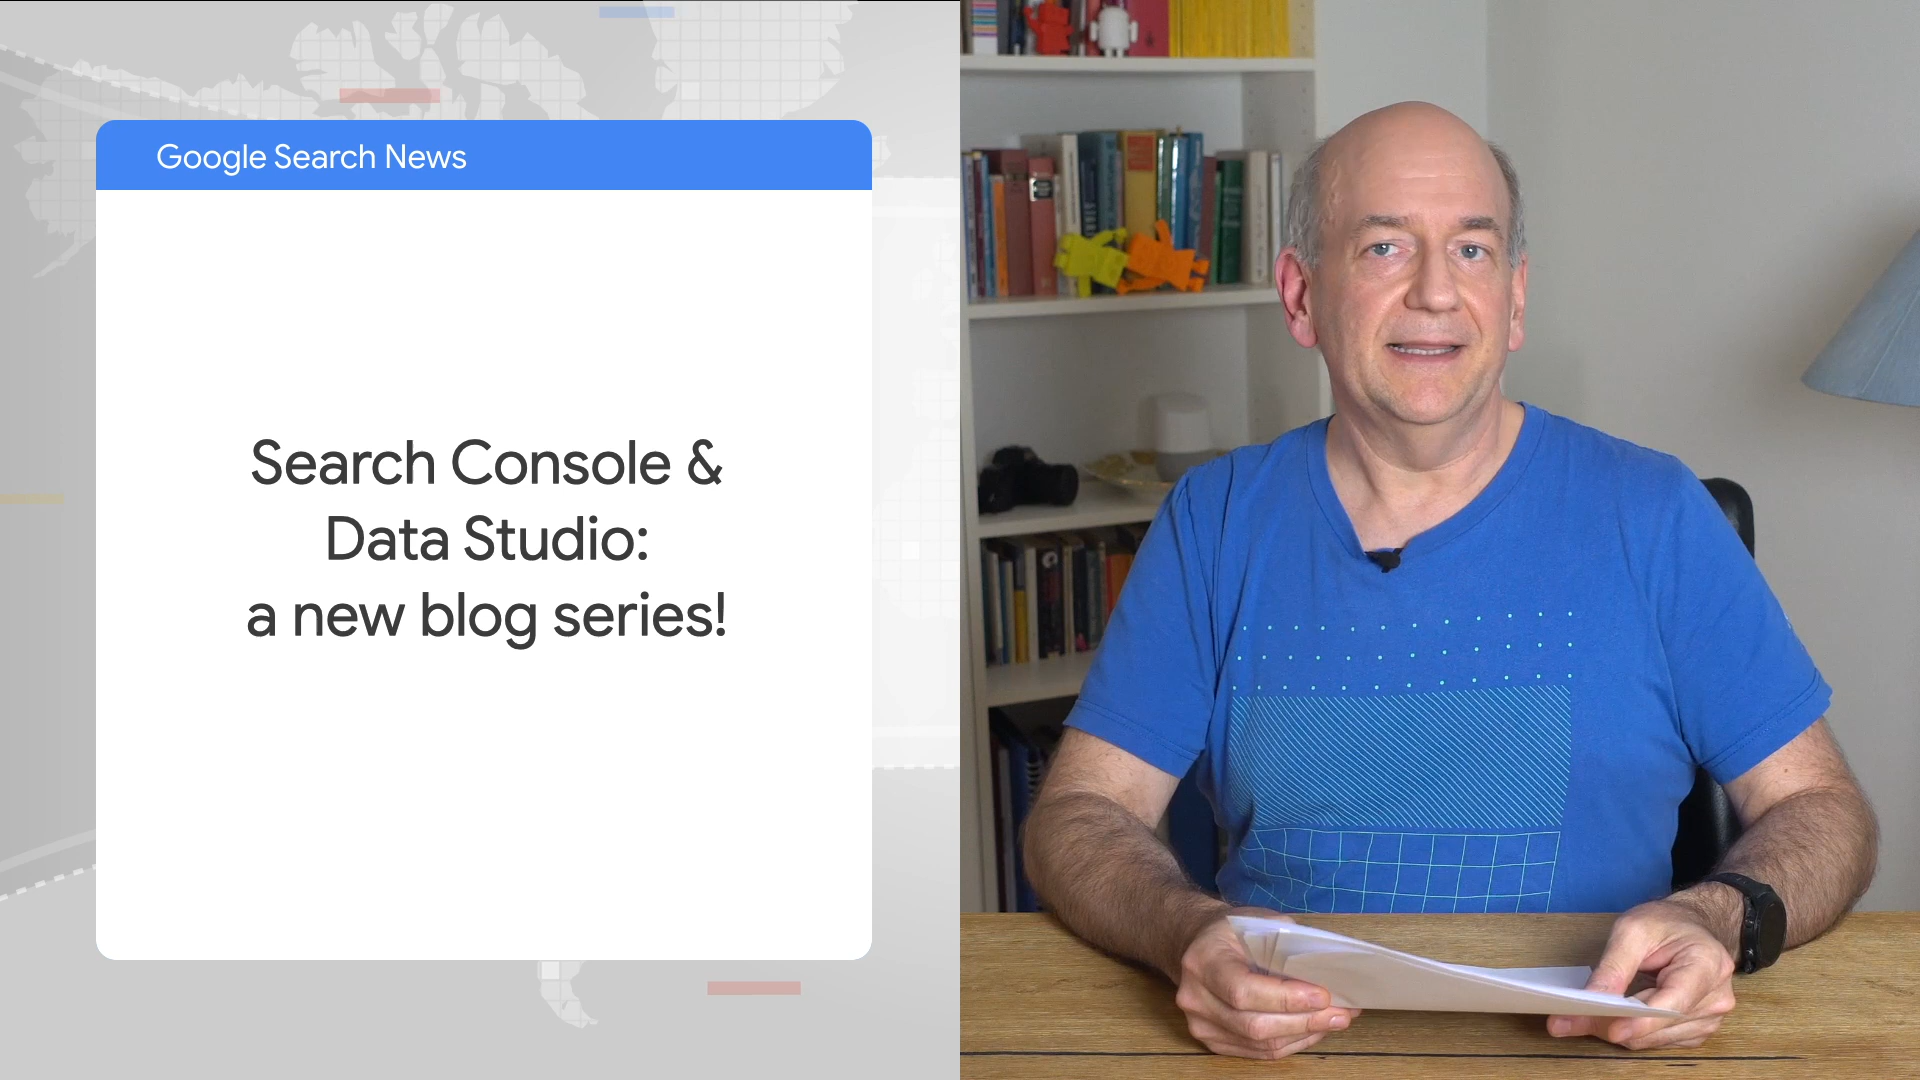 Google Search News
Search Console &
Data Studio:
a new blog series!